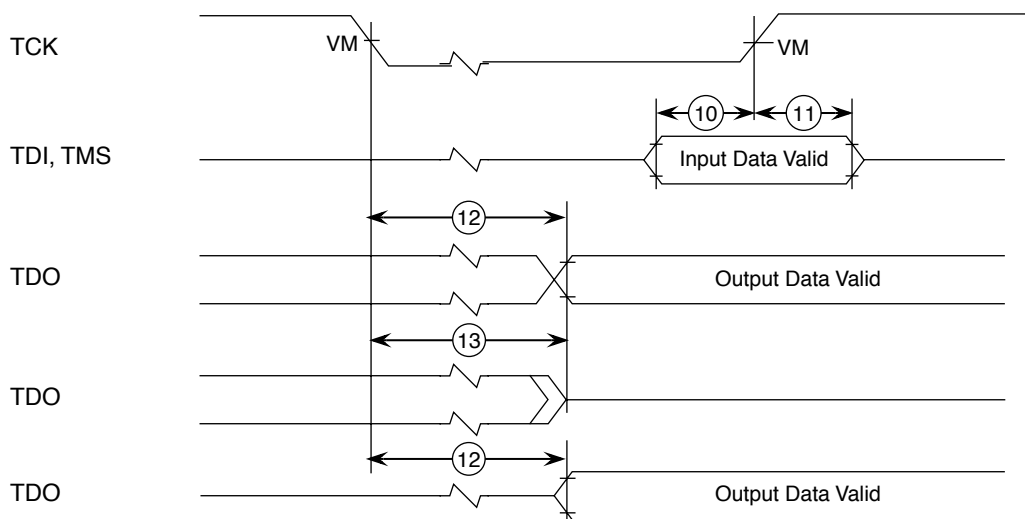 TCK
VM
VM
10
11
TDI, TMS
Input Data Valid
12
TDO
Output Data Valid
13
TDO
12
TDO
Output Data Valid